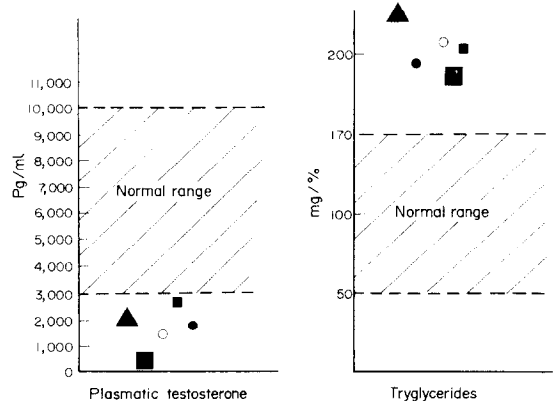 Pg/ml
11,000
10,000
9,000
8,000
7,000
6,000
5,000
4,000
3,000
2,000
1,000
0
Normal range
Plasmatic testosterone
mg/%
200
170
100
50
Normal range
Tryglycerides